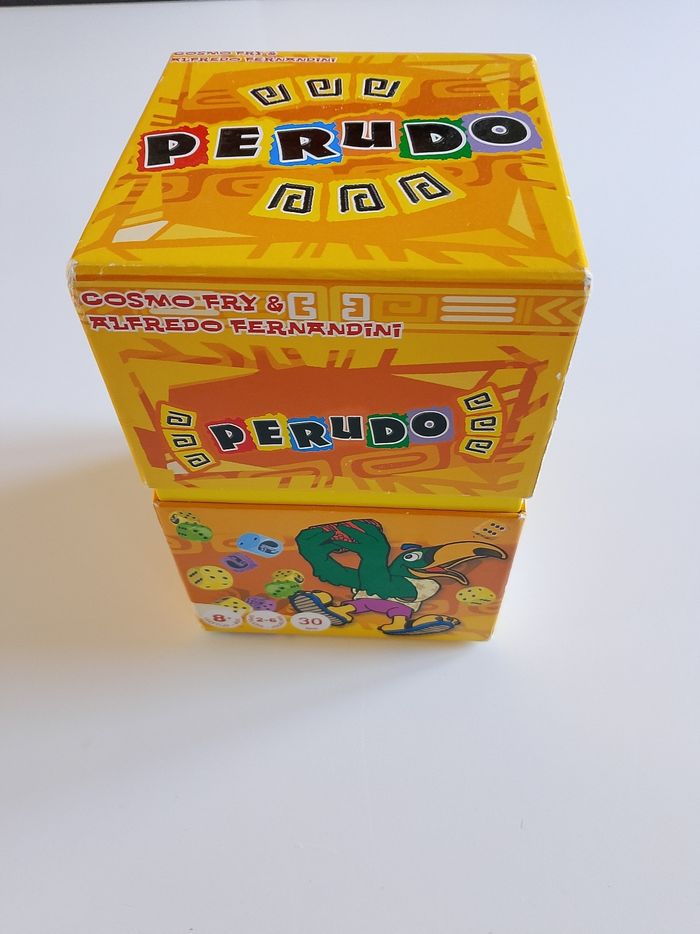 COSMO FRY &
ALFREDO FERNANDINI
PERUDO
COSMO FRY &
ALFREDO FERNANDINI
PERUDO
8+
2-6
30